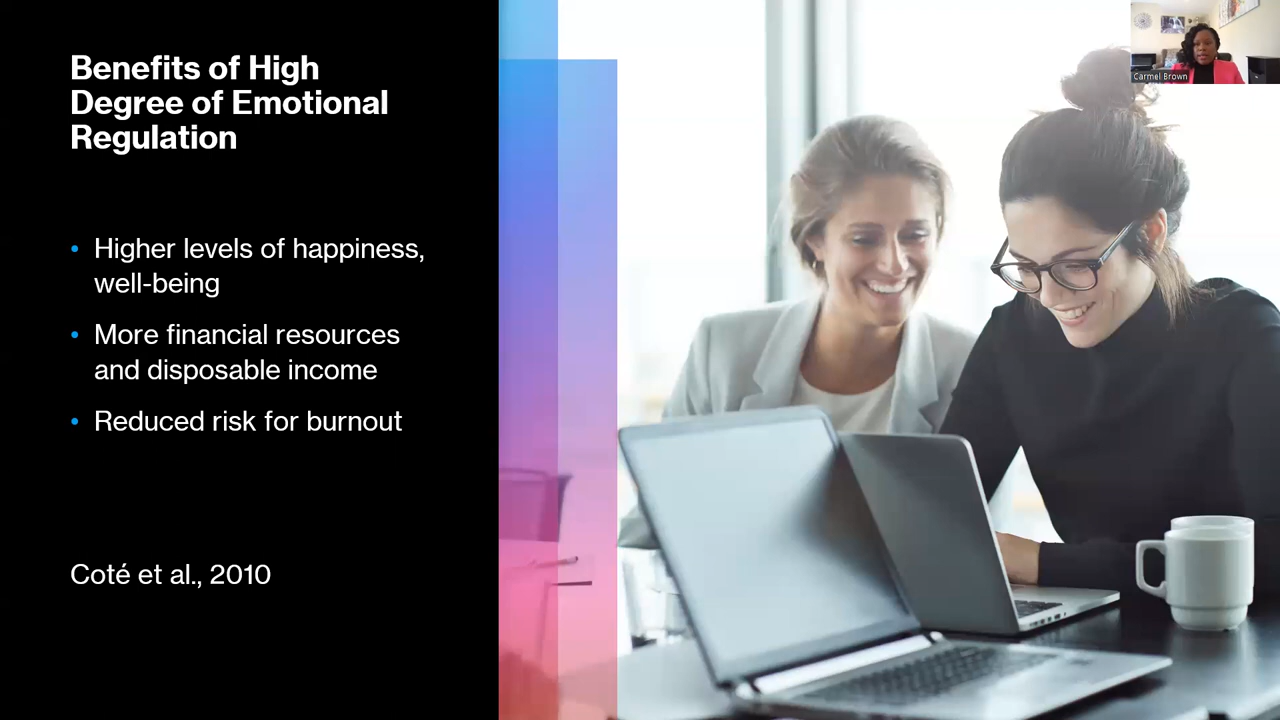 Benefits of High
Degree of Emotional
Regulation
• Higher levels of happiness,
well-being
• More financial resources
and disposable income
• Reduced risk for burnout
Coté et al., 2010
Carmel Brown